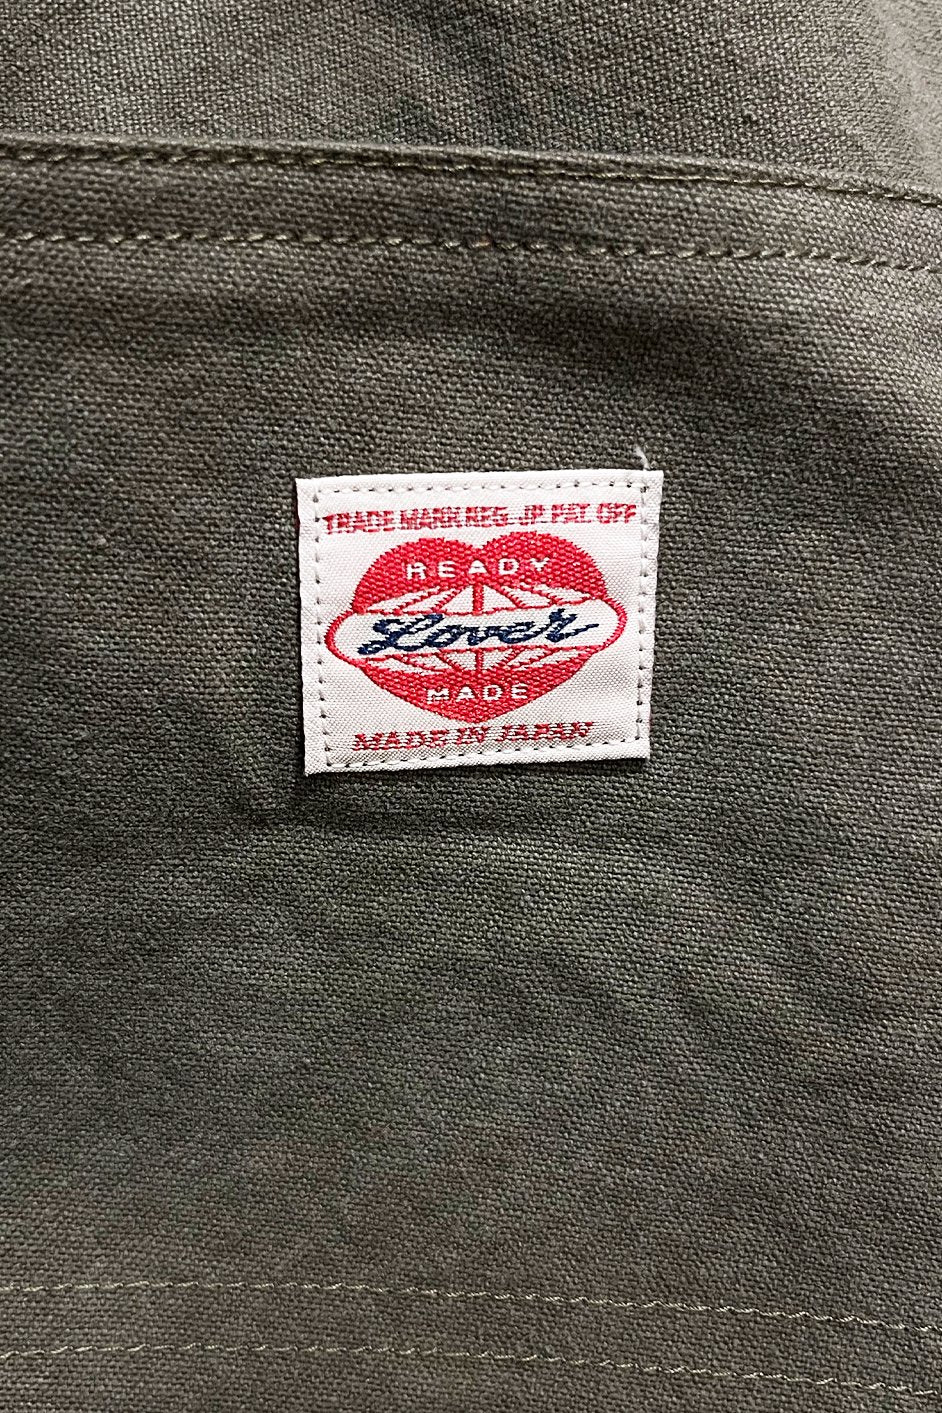 TRADE MARK REG. JP. PAT. OFF
READY
Lover
MADE
MADE IN JAPAN